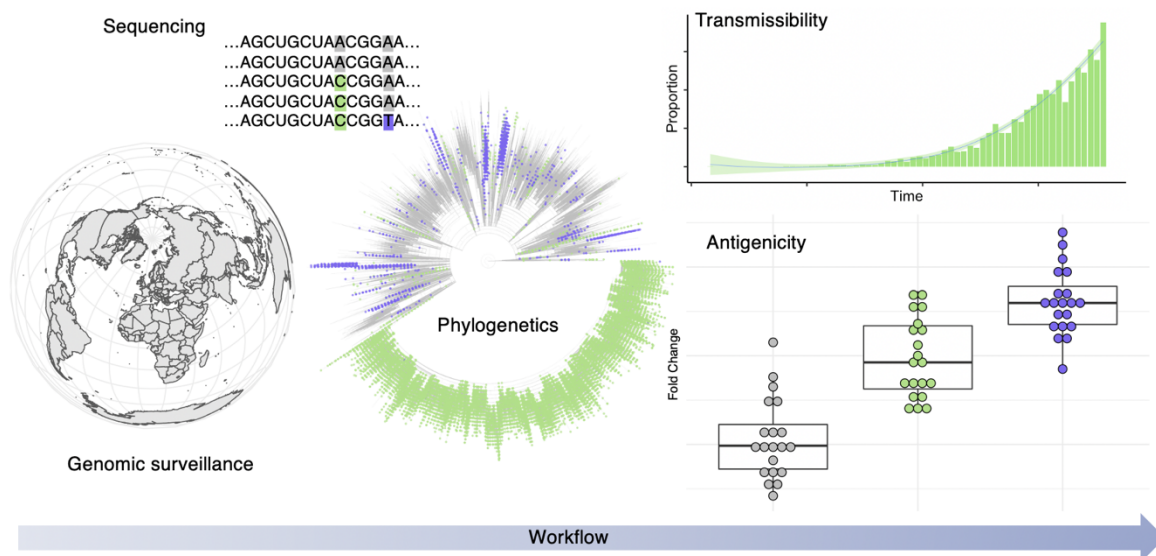 Sequencing
...AGCUGCUAACGGAA...
...AGCUGCUAACGGAA...
...AGCUGCUACCGGAA...
...AGCUGCUACCGGAA...
...AGCUGCUACCGGTA...
Genomic surveillance
Phylogenetics
Transmissibility
Proportion
Time
Antigenicity
Fold Change
Workflow